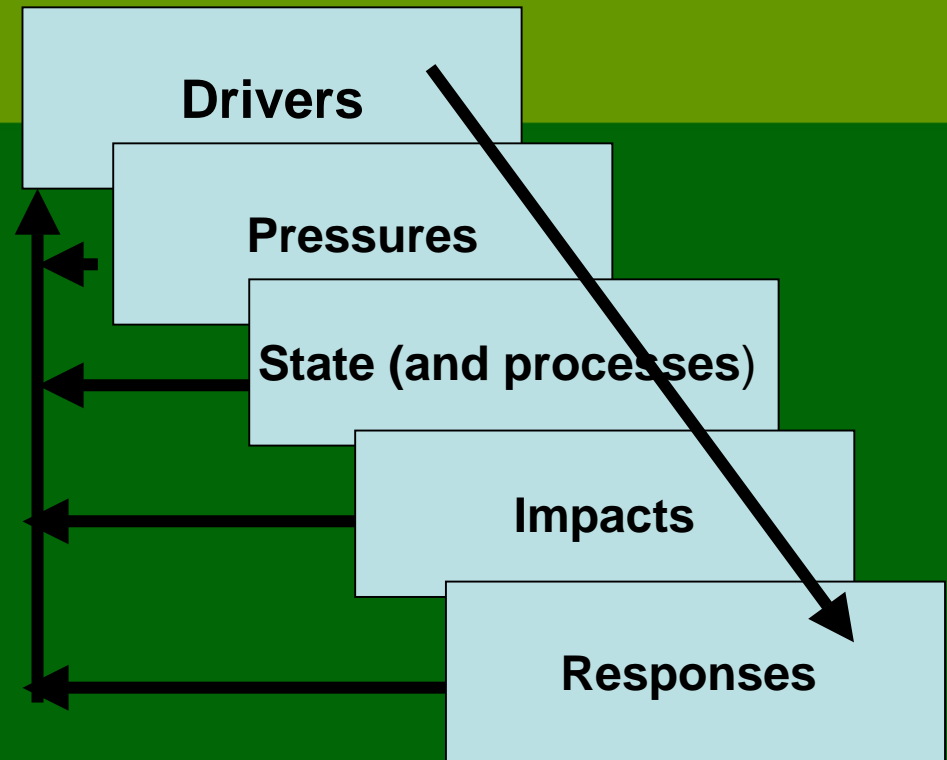 Drivers
Pressures
State (and processes)
Impacts
Responses